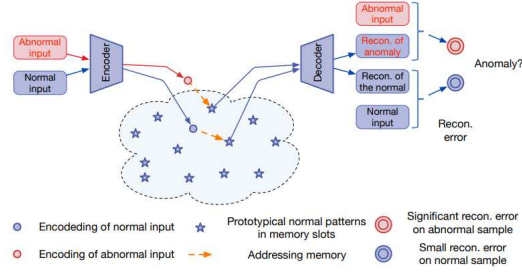 Abnormal
input
Normal
input
Encoder
Decoder
Abnormal
input
Recon. of
anomaly
Recon. of
the normal
Normal
input
Anomaly?
Recon.
error
Encodeding of normal input
Encoding of abnormal input
Prototypical normal patterns
in memory slots
Addressing memory
Significant recon. error
on abnormal sample
Small recon. error
on normal sample